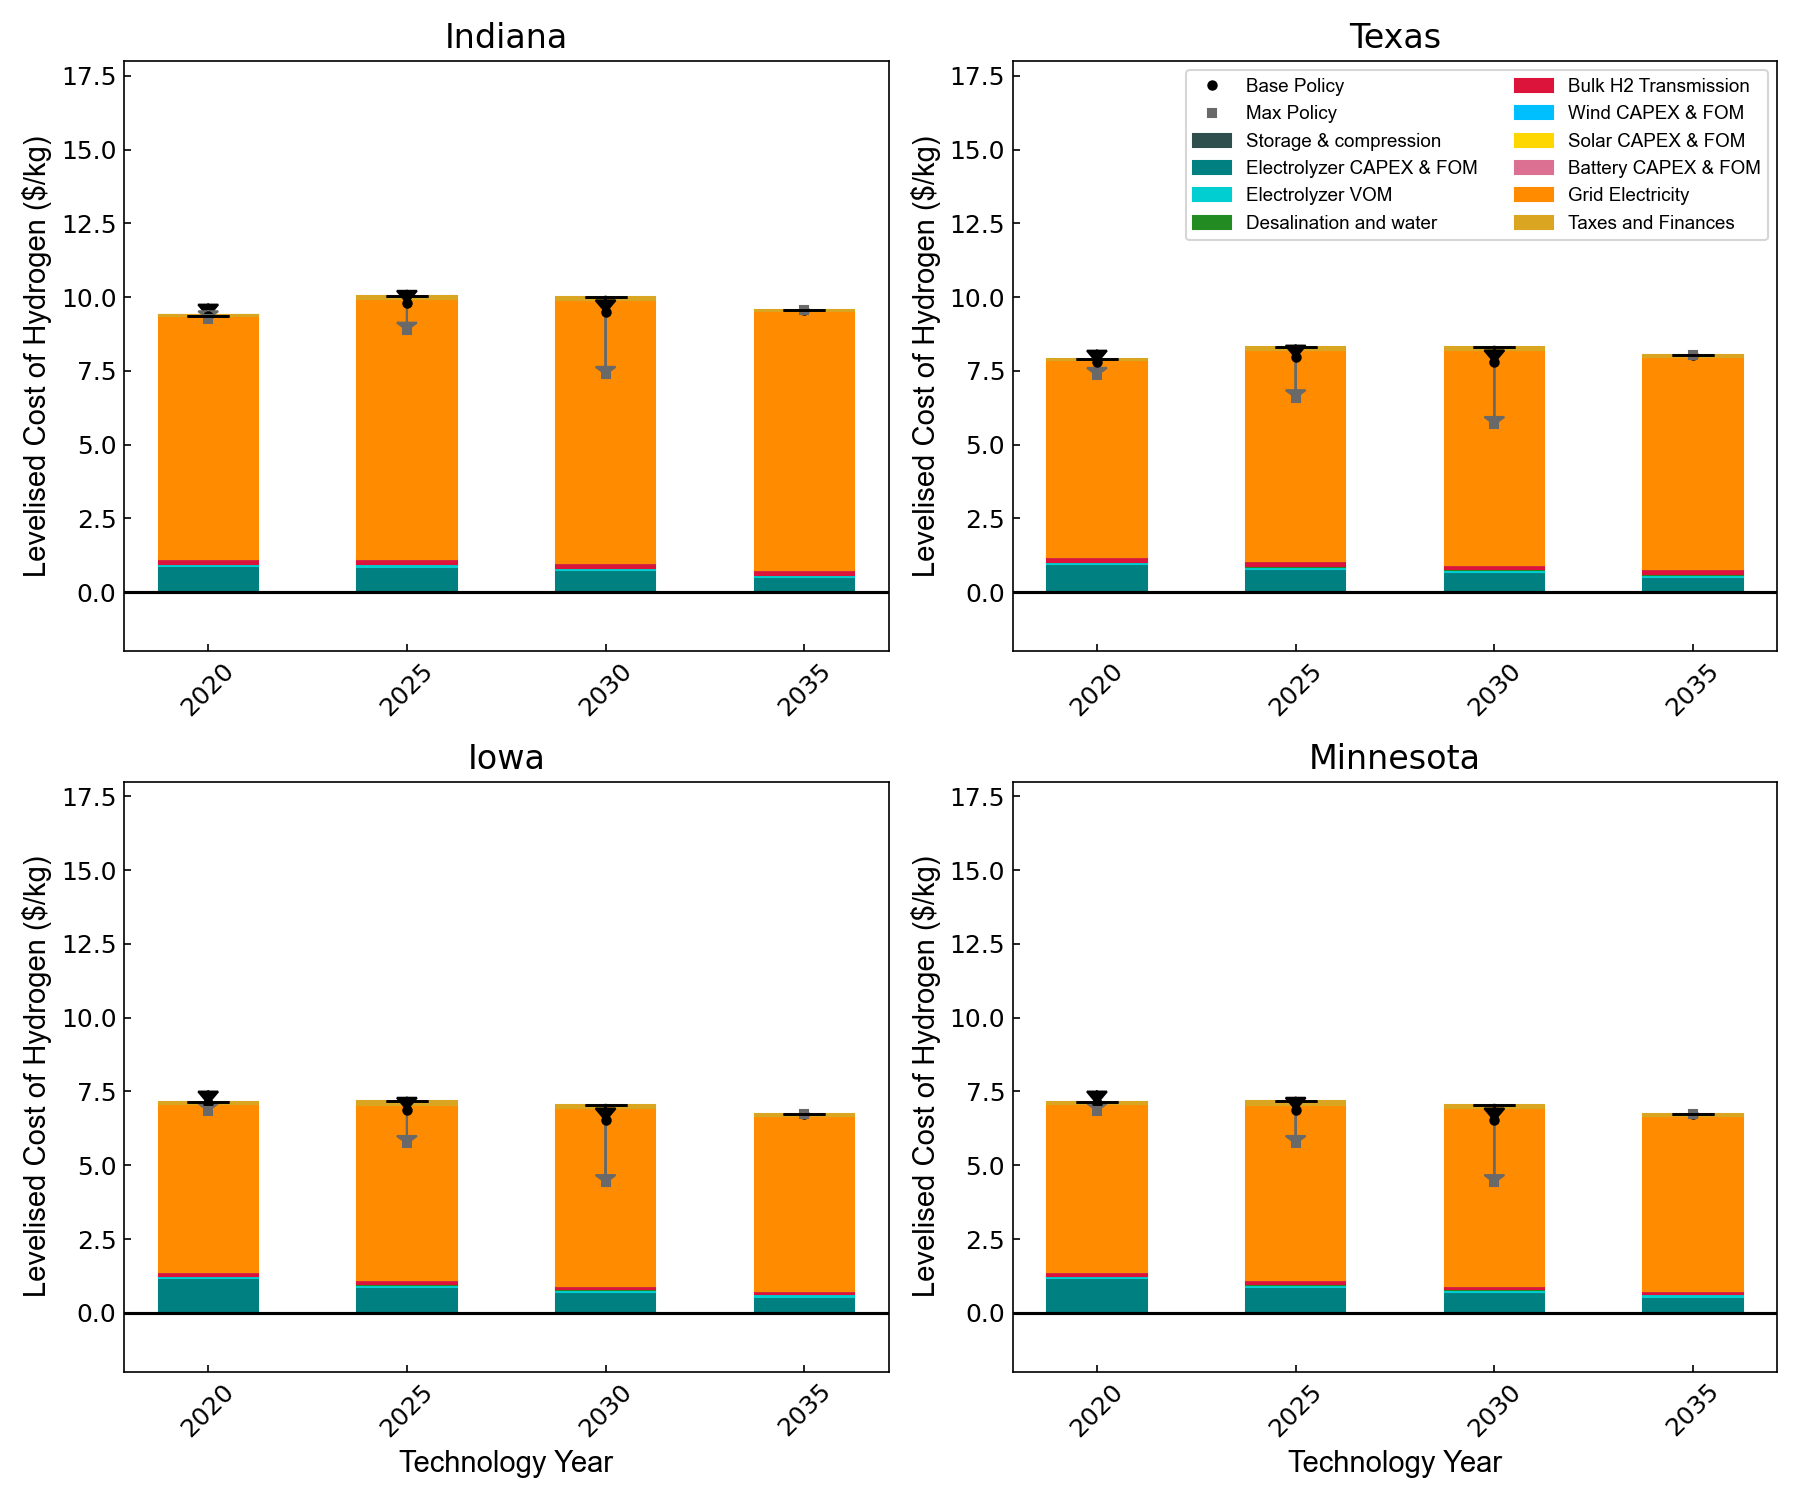 Indiana
Levelised Cost of Hydrogen ($/kg)
17.5
15.0
12.5
10.0
7.5
5.0
2.5
0.0
2020
2025
2030
2035
Texas
Levelised Cost of Hydrogen ($/kg)
17.5
15.0
12.5
10.0
7.5
5.0
2.5
0.0
Base Policy
Max Policy
Storage & compression
Electrolyzer CAPEX & FOM
Electrolyzer VOM
Desalination and water
Bulk H2 Transmission
Wind CAPEX & FOM
Solar CAPEX & FOM
Battery CAPEX & FOM
Grid Electricity
Taxes and Finances
2020
2025
2030
2035
Iowa
Levelised Cost of Hydrogen ($/kg)
17.5
15.0
12.5
10.0
7.5
5.0
2.5
0.0
2020
2025
2030
2035
Technology Year
Minnesota
Levelised Cost of Hydrogen ($/kg)
17.5
15.0
12.5
10.0
7.5
5.0
2.5
0.0
2020
2025
2030
2035
Technology Year